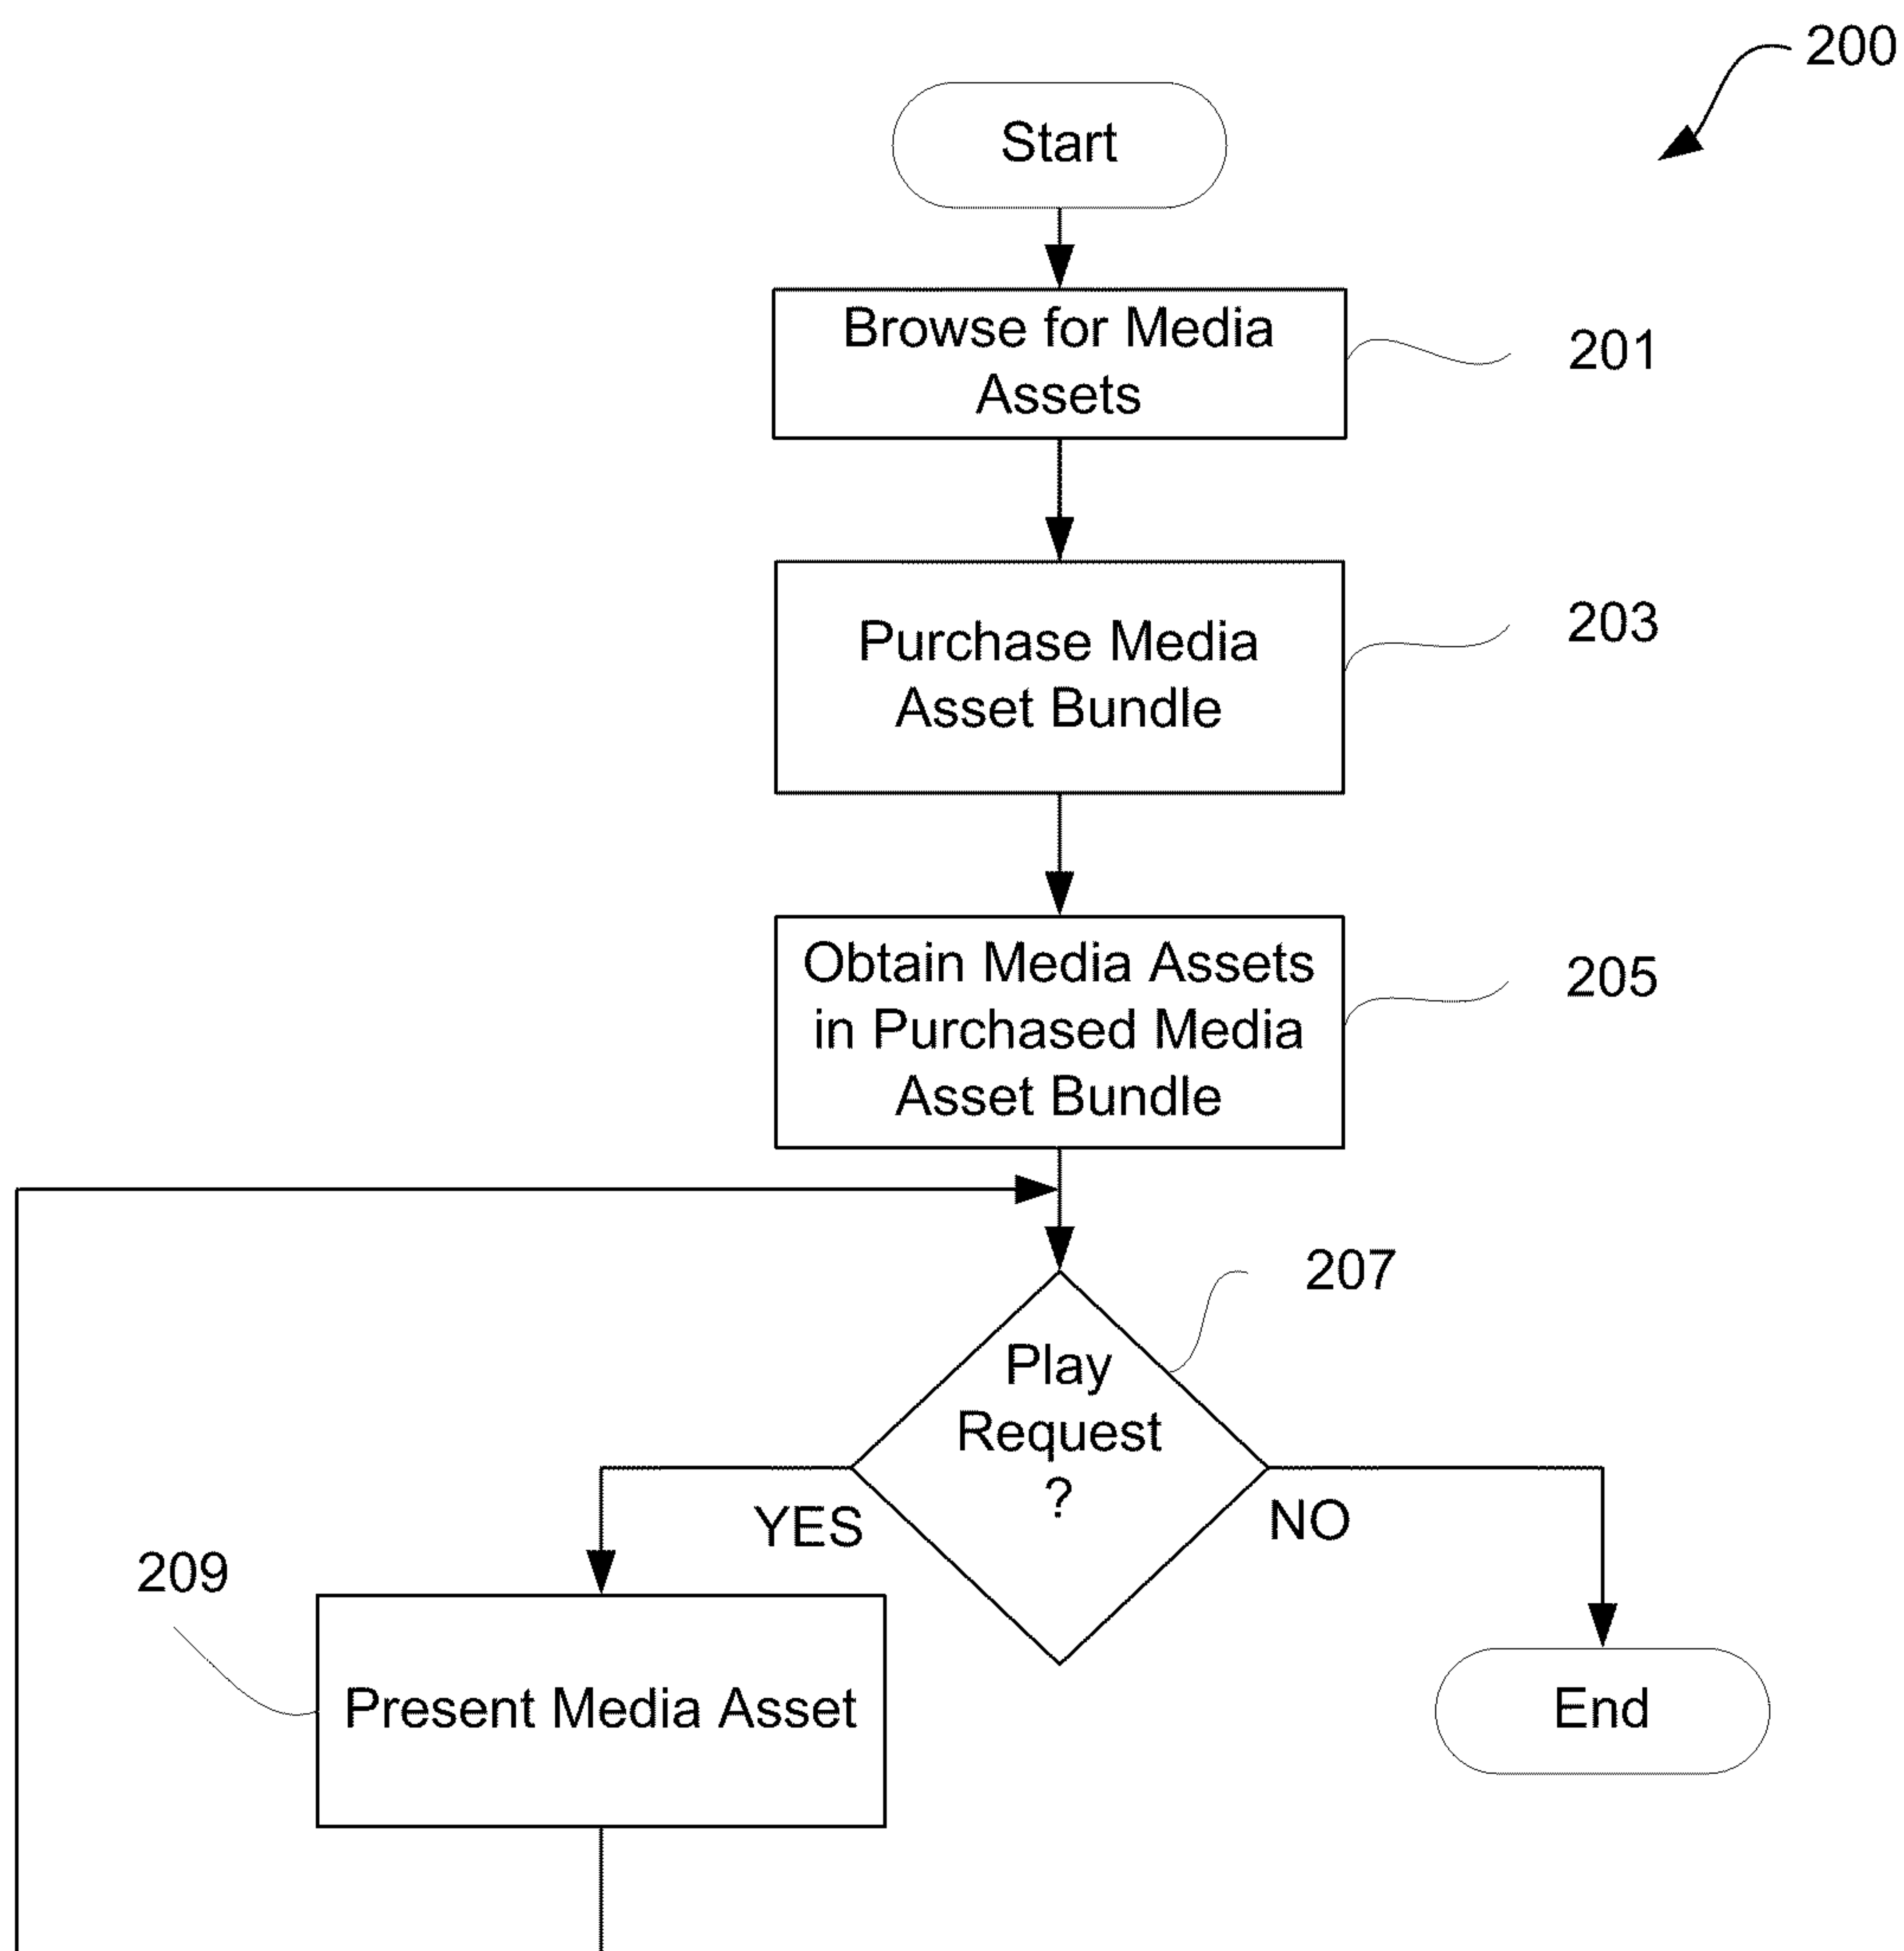 200
Start
Browse for Media
Assets
201
Purchase Media
Asset Bundle
203
Obtain Media Assets
in Purchased Media
Asset Bundle
205
207
Play
Request
?
YES
NO
209
Present Media Asset
End